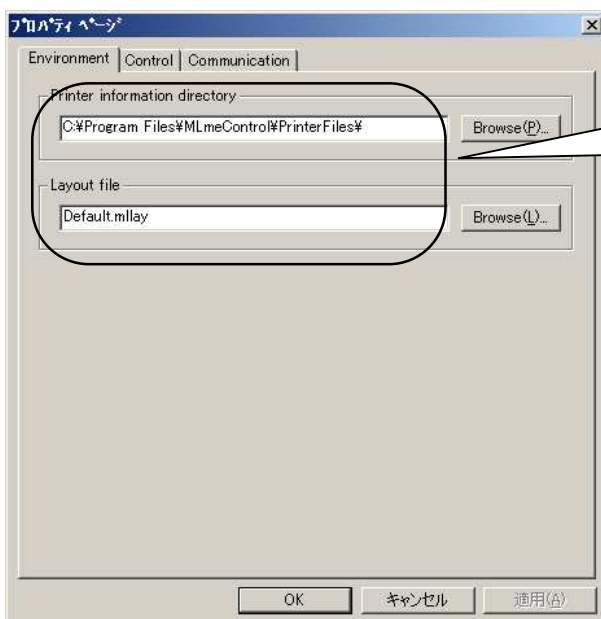 ﾌﾟﾛﾊﾟﾃｨ ﾍﾟｰｼﾞ
Environment Control Communication
Printer information directory
C:¥Program Files¥MLmeControl¥PrinterFiles¥ Browse(P)...
Layout file
Default.mllay Browse(L)...
OK キャンセル 適用(A)